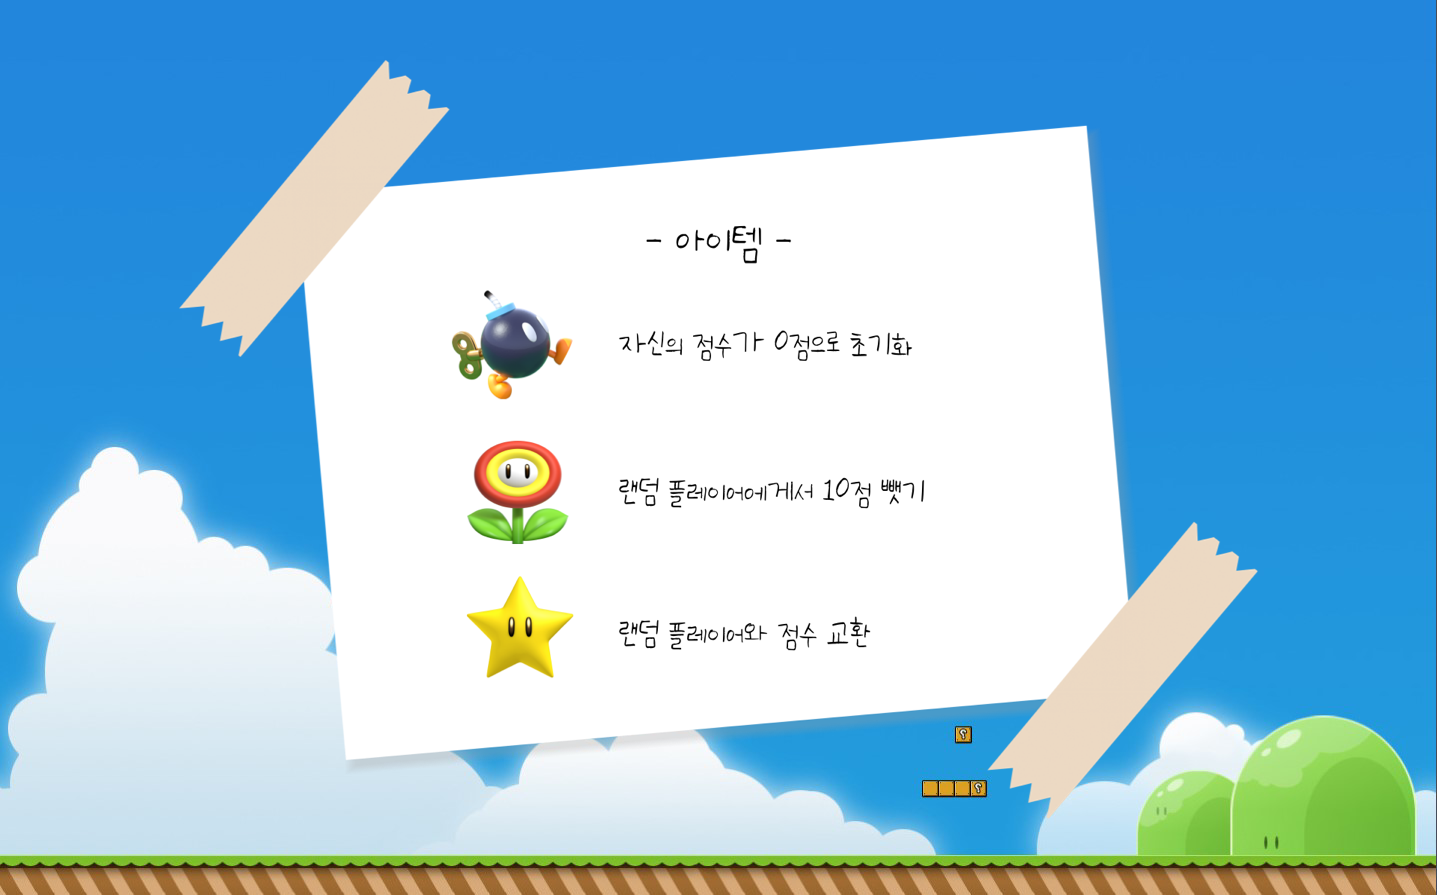 - 아이템 -
자신의 점수가 0점으로 초기화
랜덤 플레이어에게서 10점 뺏기
랜덤 플레이어와 점수 교환
?
?